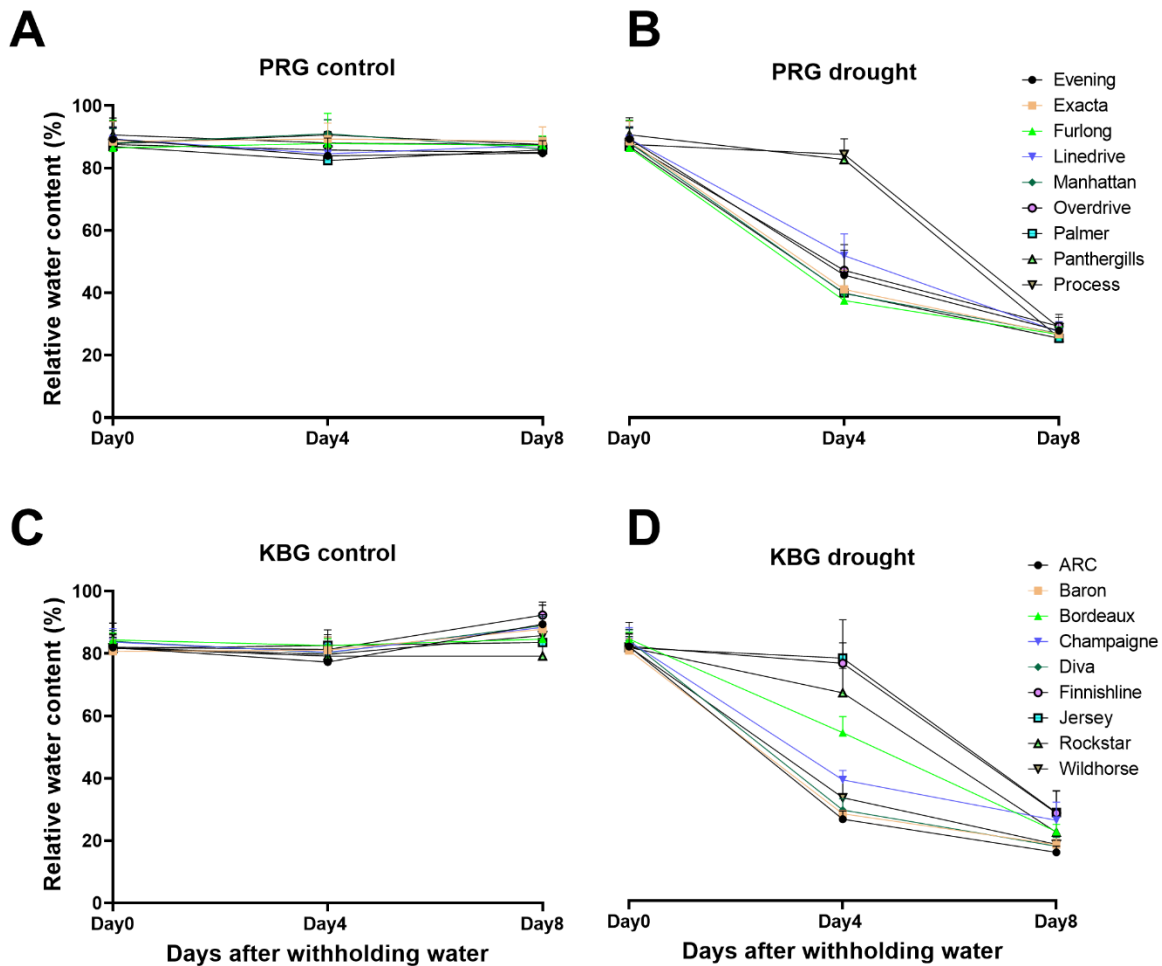 A
PRG control
Relative water content (%)
100
80
60
40
20
0
Day0 Day4 Day8
B
PRG drought
Day0 Day4 Day8
Evening
Exacta
Furlong
Linedrive
Manhattan
Overdrive
Palmer
Panthergills
Process
C
KBG control
Relative water content (%)
100
80
60
40
20
0
Day0 Day4 Day8
Days after withholding water
D
KBG drought
Day0 Day4 Day8
Days after withholding water
ARC
Baron
Bordeaux
Champaigne
Diva
Finnishline
Jersey
Rockstar
Wildhorse